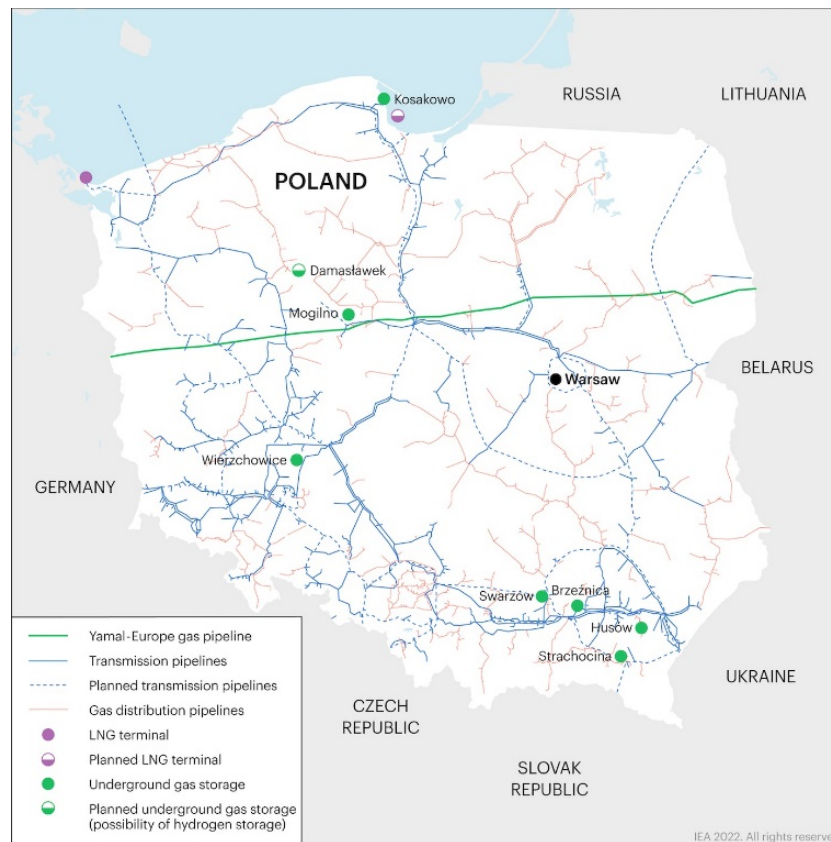 Kosakowo
RUSSIA
LITHUANIA
POLAND
Damasławek
Mogilno
BELARUS
Warsaw
Wierzchowice
GERMANY
Swarzów
Brzeźnica
Husów
Strachocina
UKRAINE
CZECH
REPUBLIC
SLOVAK
REPUBLIC
Yamal-Europe gas pipeline
Transmission pipelines
Planned transmission pipelines
Gas distribution pipelines
LNG terminal
Planned LNG terminal
Underground gas storage
Planned underground gas storage
(possibility of hydrogen storage)
IEA 2022. All rights reserve